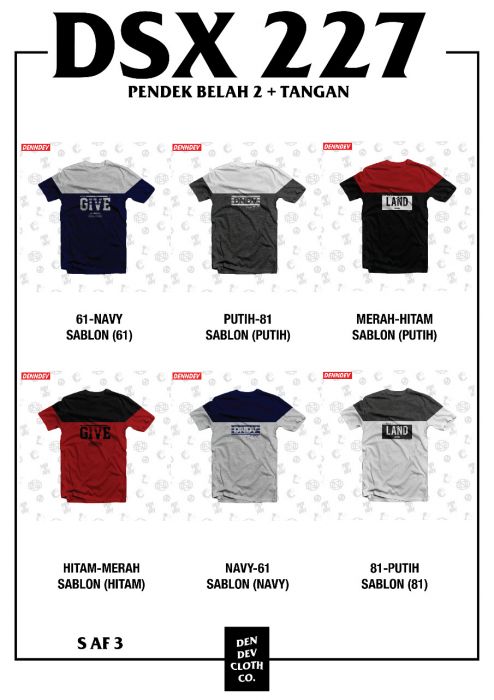 DSX 227
PENDEK BELAH 2 + TANGAN
DENNDEV
DENNDEV
DENNDEV
GIVE
DNDV
LAND
61-NAVY
SABLON (61)
PUTIH-81
SABLON (PUTIH)
MERAH-HITAM
SABLON (PUTIH)
DENNDEV
DENNDEV
DENNDEV
GIVE
DNDV
LAND
HITAM-MERAH
SABLON (HITAM)
NAVY-61
SABLON (NAVY)
81-PUTIH
SABLON (81)
S AF 3
DEN
DEV
CLOTH
CO.